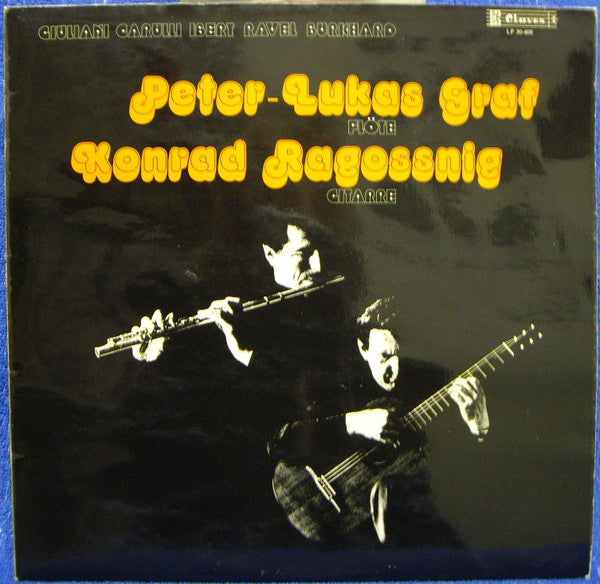 GIULIANI CARULLI IBERT RAVEL BURKHARD
Claves
Peter-Lukas Graf
FLÖTE
Konrad Ragossnig
GITARRE